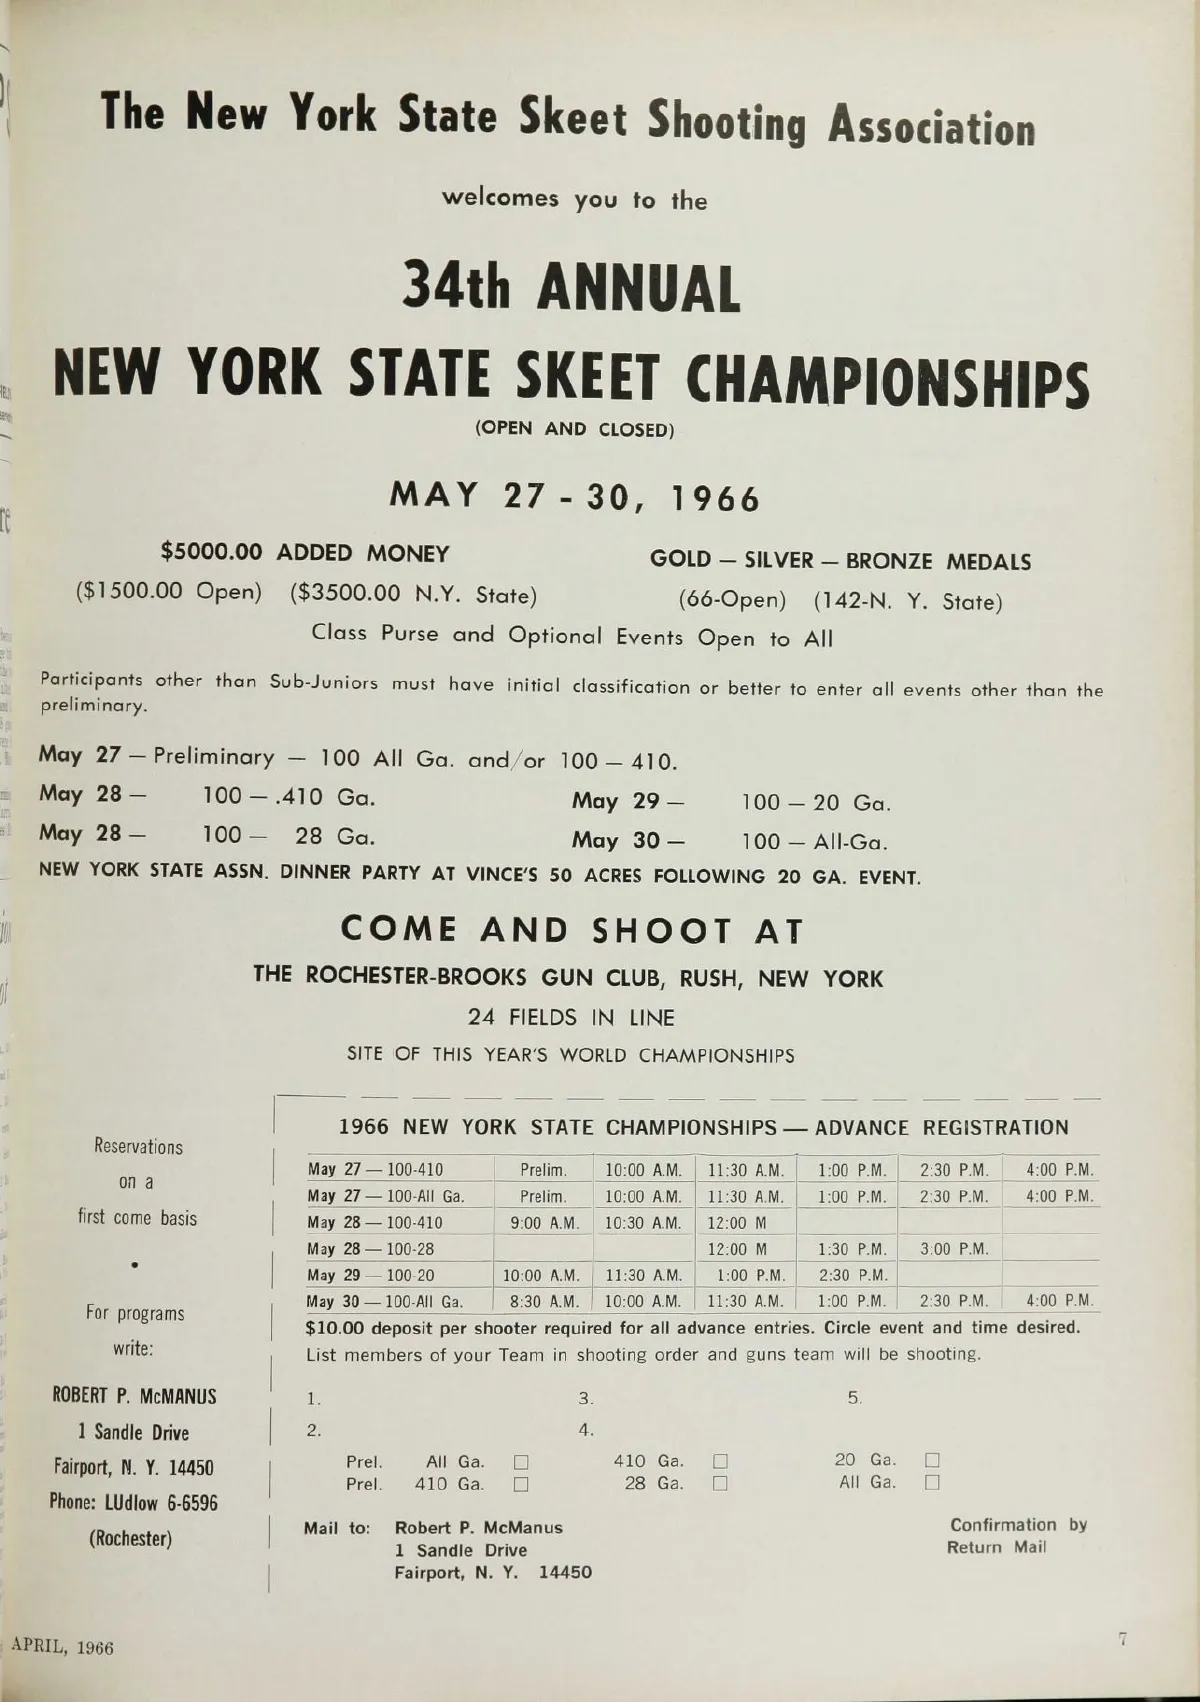 The New York State Skeet Shooting Association
welcomes you to the
34th ANNUAL
NEW YORK STATE SKEET CHAMPIONSHIPS
(OPEN AND CLOSED)
MAY 27 - 30, 1966
$5000.00 ADDED MONEY
($1500.00 Open) ($3500.00 N.Y. State)
GOLD — SILVER — BRONZE MEDALS
(66-Open) (142-N. Y. State)
Class Purse and Optional Events Open to All
Participants other than Sub-Juniors must have initial classification or better to enter all events other than the
preliminary.
May 27 — Preliminary — 100 All Ga. and/or 100 — 410.
May 28 — 100 — .410 Ga. May 29 — 100 — 20 Ga.
May 28 — 100 — 28 Ga. May 30 — 100 — All-Ga.
NEW YORK STATE ASSN. DINNER PARTY AT VINCE'S 50 ACRES FOLLOWING 20 GA. EVENT.
COME AND SHOOT AT
THE ROCHESTER-BROOKS GUN CLUB, RUSH, NEW YORK
24 FIELDS IN LINE
SITE OF THIS YEAR'S WORLD CHAMPIONSHIPS
Reservations
on a
first come basis
•
For programs
write:
ROBERT P. McMANUS
1 Sandle Drive
Fairport, N. Y. 14450
Phone: LUdlow 6-6596
(Rochester)
1966 NEW YORK STATE CHAMPIONSHIPS — ADVANCE REGISTRATION
May 27 — 100-410 Prelim. 10:00 A.M. 11:30 A.M. 1:00 P.M. 2:30 P.M. 4:00 P.M.
May 27 — 100-All Ga. Prelim. 10:00 A.M. 11:30 A.M. 1:00 P.M. 2:30 P.M. 4:00 P.M.
May 28 — 100-410 9:00 A.M. 10:30 A.M. 12:00 M
May 28 — 100-28 12:00 M 1:30 P.M. 3:00 P.M.
May 29 — 100-20 10:00 A.M. 11:30 A.M. 1:00 P.M. 2:30 P.M.
May 30 — 100-All Ga. 8:30 A.M. 10:00 A.M. 11:30 A.M. 1:00 P.M. 2:30 P.M. 4:00 P.M.
$10.00 deposit per shooter required for all advance entries. Circle event and time desired.
List members of your Team in shooting order and guns team will be shooting.
1. 3. 5.
2. 4.
Prel. All Ga. ☐ 410 Ga. ☐ 20 Ga. ☐
Prel. 410 Ga. ☐ 28 Ga. ☐ All Ga. ☐
Mail to: Robert P. McManus
1 Sandle Drive
Fairport, N. Y. 14450
Confirmation by
Return Mail
APRIL, 1966
7